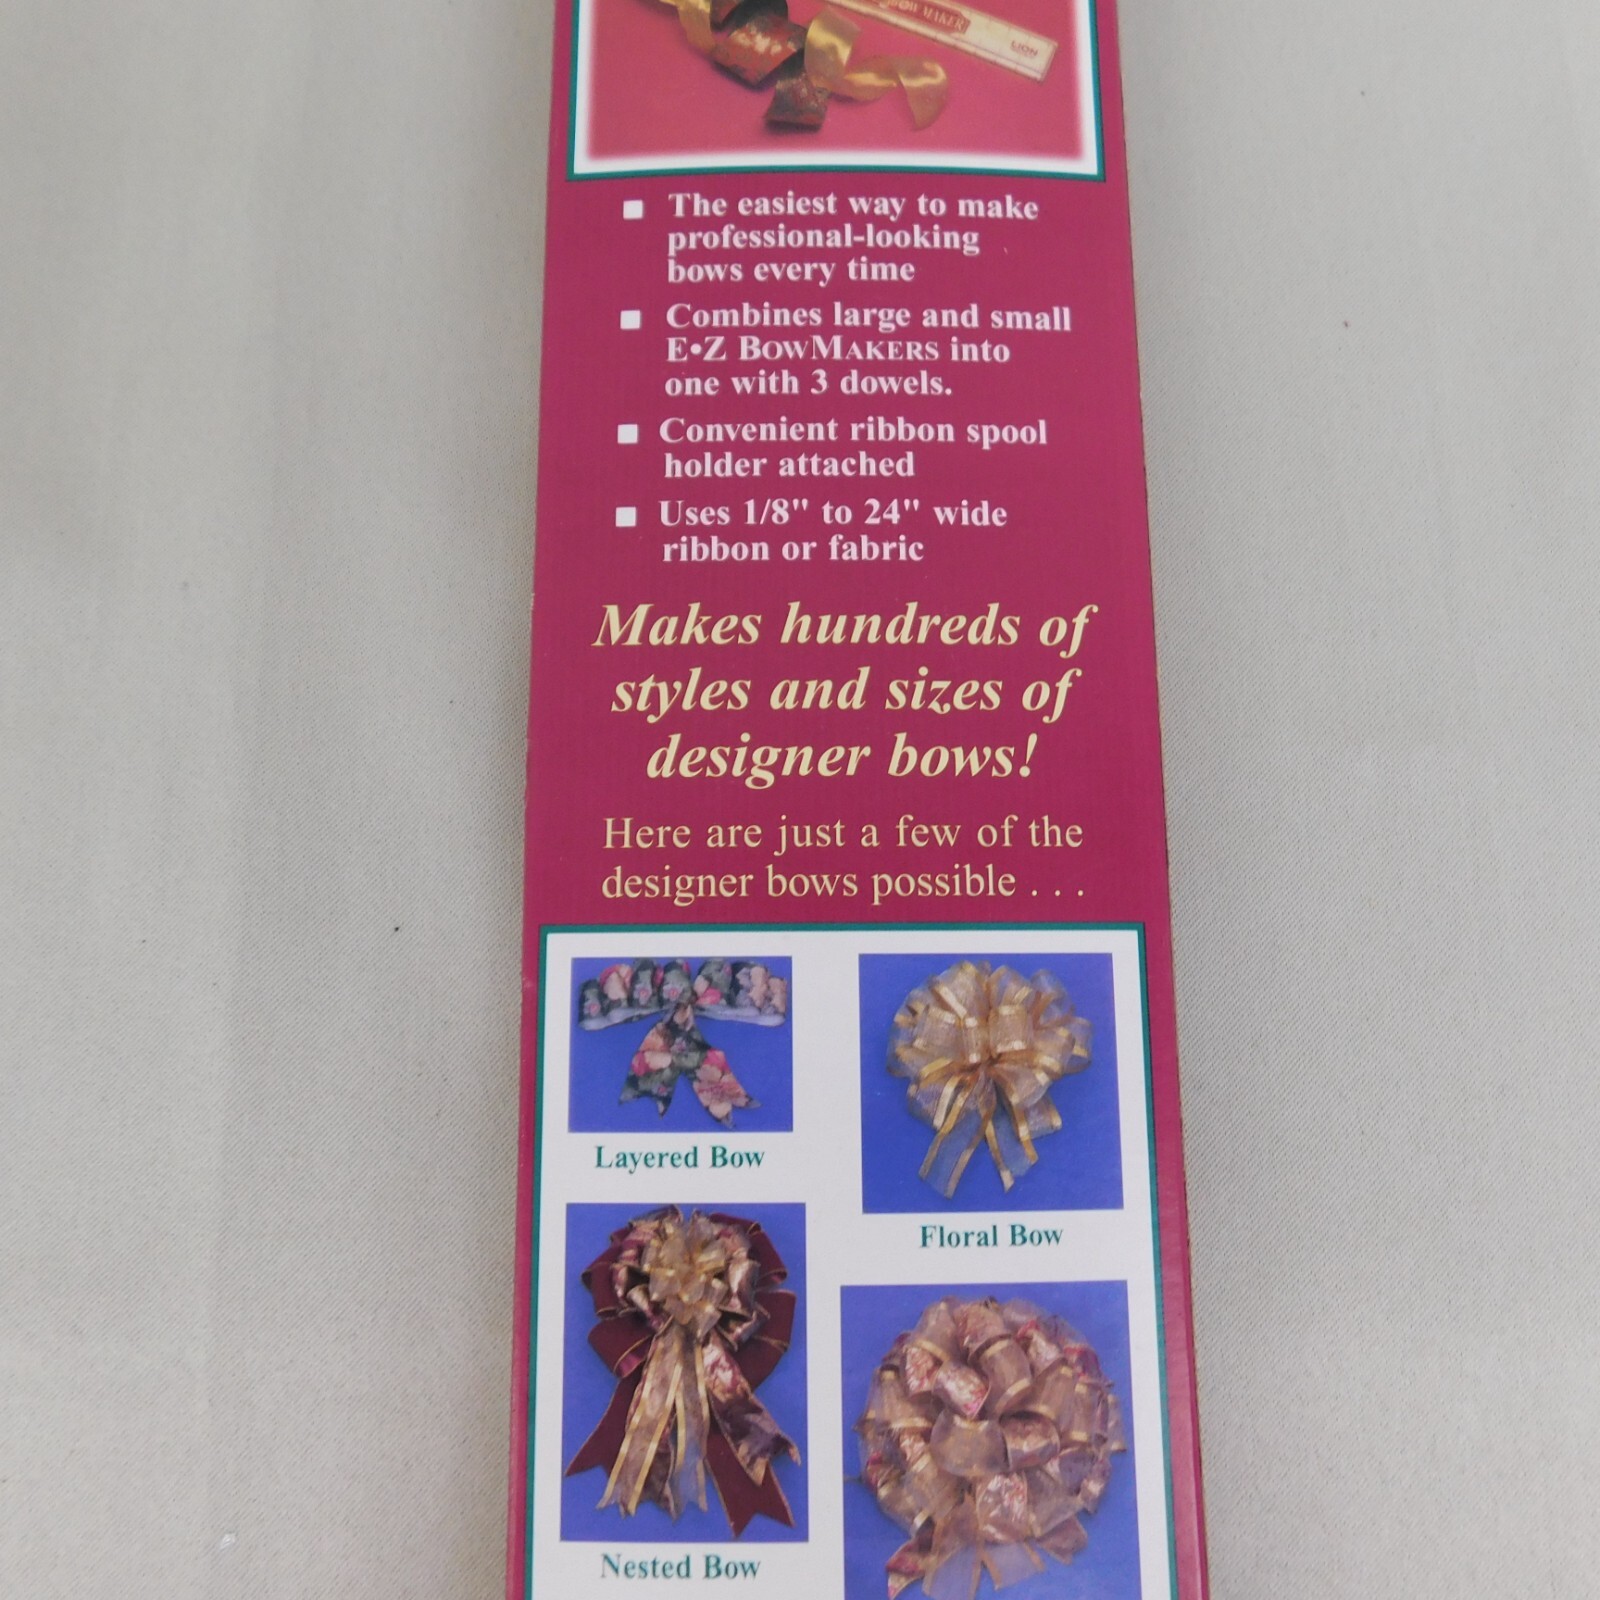 BOW MAKER
LION
The easiest way to make
professional-looking
bows every time
Combines large and small
E•Z BOWMAKERS into
one with 3 dowels.
Convenient ribbon spool
holder attached
Uses 1/8" to 24" wide
ribbon or fabric
Makes hundreds of
styles and sizes of
designer bows!
Here are just a few of the
designer bows possible . . .
Layered Bow
Floral Bow
Nested Bow